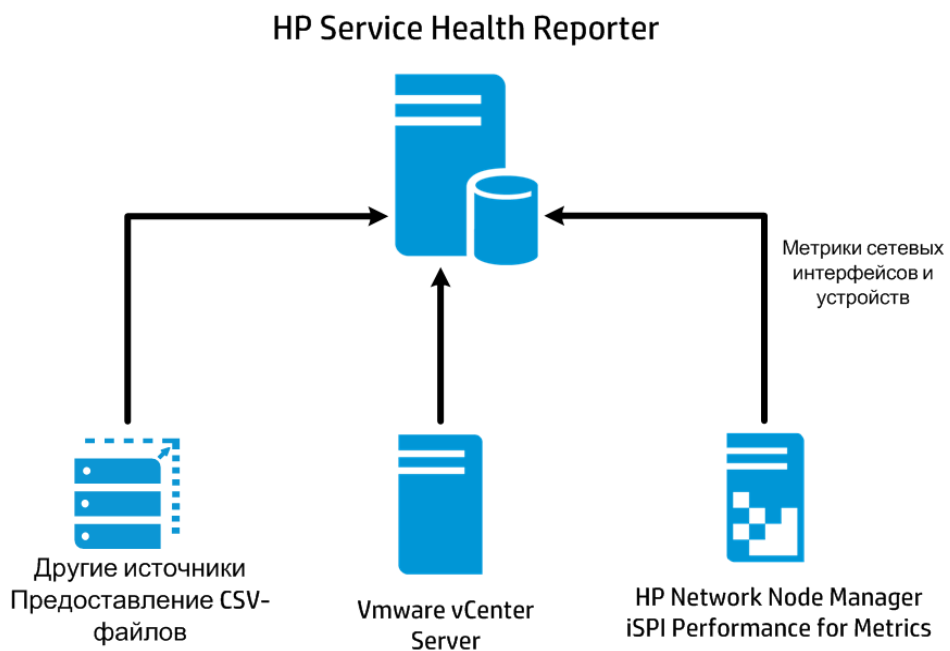 HP Service Health Reporter
Метрики сетевых
интерфейсов и
устройств
Другие источники
Предоставление CSV-
файлов
Vmware vCenter
Server
HP Network Node Manager
iSPI Performance for Metrics